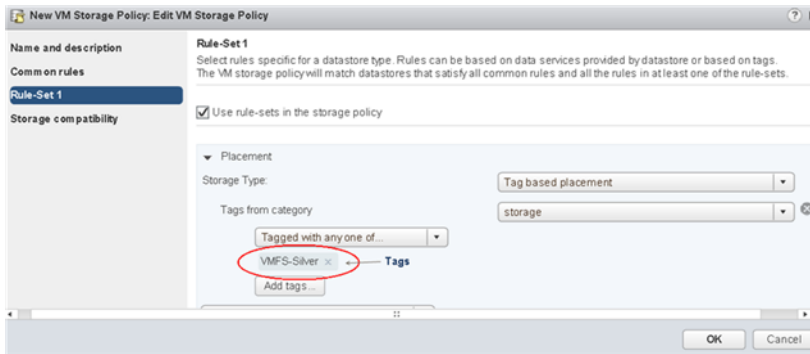 New VM Storage Policy: Edit VM Storage Policy
?
Name and description
Common rules
Rule-Set 1
Storage compatibility
Rule-Set 1
Select rules specific for a datastore type. Rules can be based on data services provided by datastore or based on tags.
The VM storage policy will match datastores that satisfy all common rules and all the rules in at least one of the rule-sets.
Use rule-sets in the storage policy
Placement
Storage Type:
Tag based placement
Tags from category
storage
Tagged with any one of...
VMFS-Silver ×
Tags
Add tags...
OK
Cancel